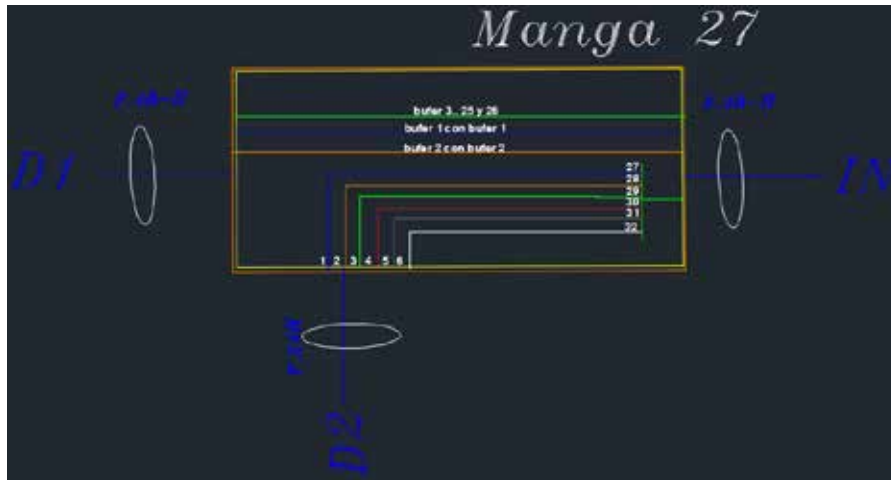 Manga 27
bufer 3.. 25 y 26
bufer 1 con bufer 1
bufer 2 con bufer 2
D1
IN
27
28
29
30
31
32
1 2 3 4 5 6
D2